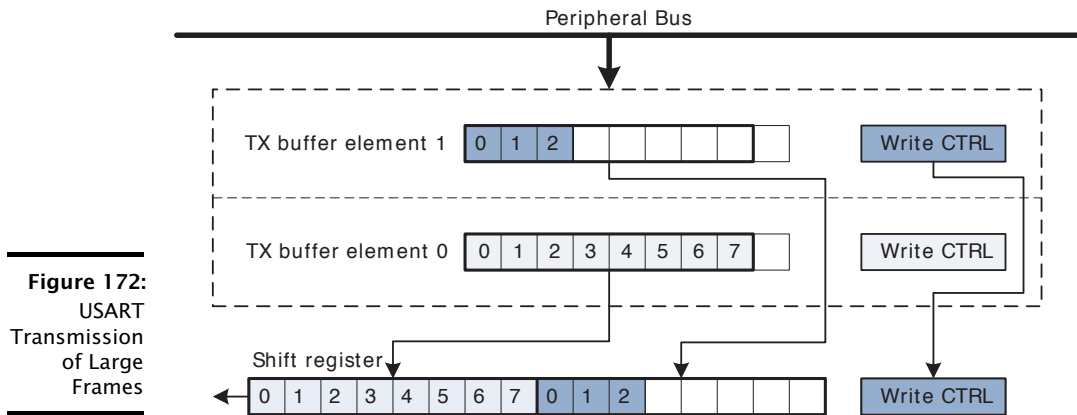 Peripheral Bus
TX buffer element 1 0 1 2 Write CTRL
TX buffer element 0 0 1 2 3 4 5 6 7 Write CTRL
Shift register
0 1 2 3 4 5 6 7 0 1 2 Write CTRL
Figure 172:
USART
Transmission
of Large
Frames